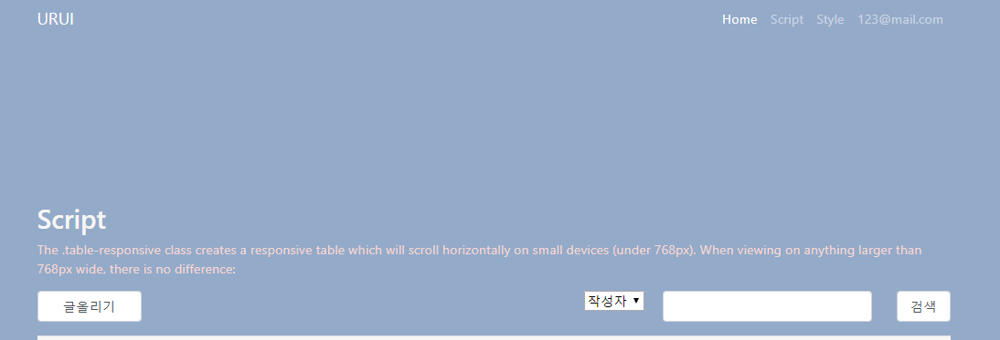 URUI Home Script Style 123@mail.com
Script
The .table-responsive class creates a responsive table which will scroll horizontally on small devices (under 768px). When viewing on anything larger than
768px wide, there is no difference:
글올리기 작성자 검색